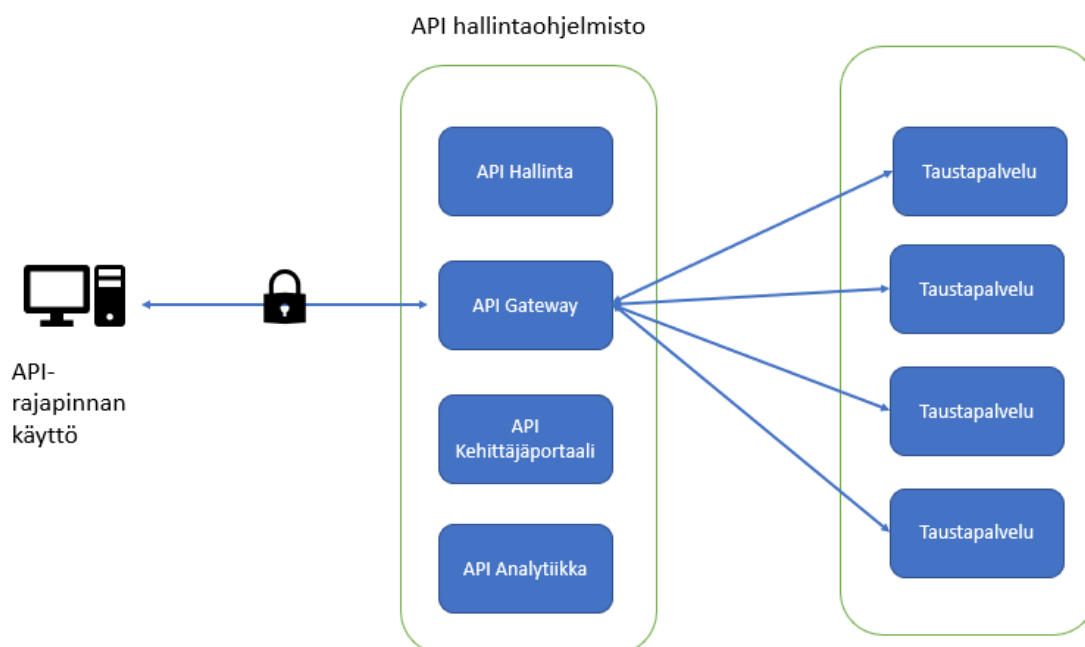 API hallintaohjelmisto
API Hallinta
Taustapalvelu
API Gateway
Taustapalvelu
API-
rajapinnan
käyttö
API
Kehittäjäportaali
Taustapalvelu
API Analytiikka
Taustapalvelu